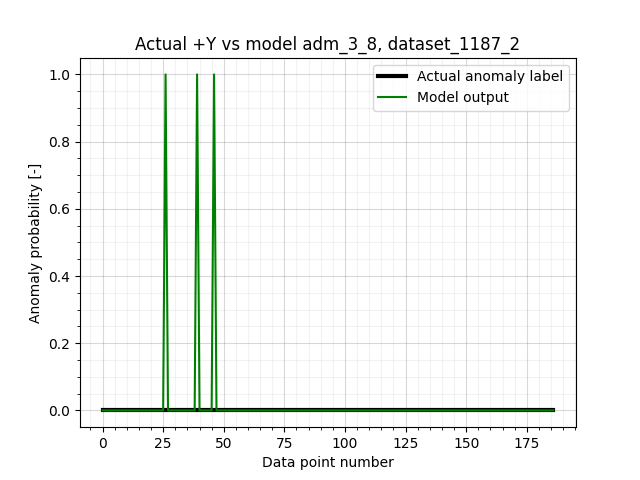 Actual +Y vs model adm_3_8, dataset_1187_2
Actual anomaly label
Model output
Anomaly probability [-]
1.0
0.8
0.6
0.4
0.2
0.0
0 25 50 75 100 125 150 175
Data point number